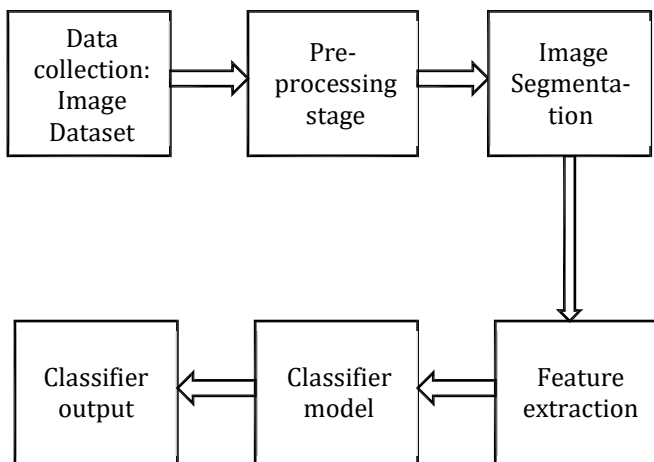 Data
collection:
Image
Dataset
Pre-
processing
stage
Image
Segmenta-
tion
Classifier
output
Classifier
model
Feature
extraction